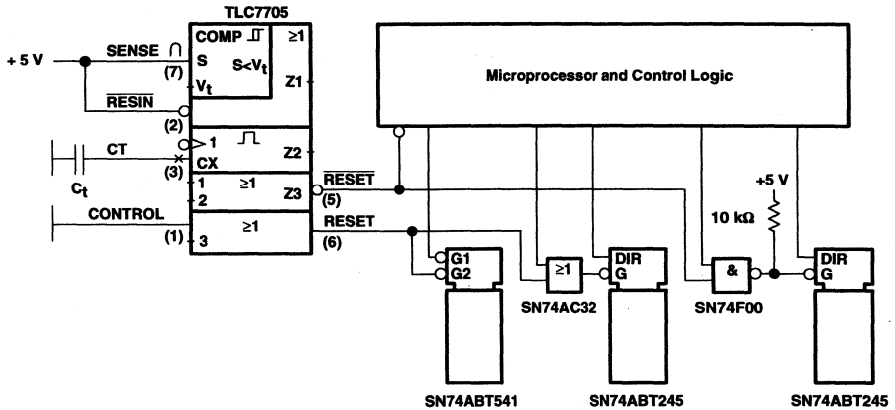 TLC7705
COMP ≥1
+ 5 V SENSE S S<Vt
(7) Vt Z1
RESIN
(2)
1
CT Z2
(3) CX
Ct
1 ≥1 Z3 RESET
2 (5)
CONTROL ≥1 RESET
(1) 3 (6)
Microprocessor and Control Logic
+5 V
10 kΩ
G1 DIR DIR
G2 ≥1 G & G
SN74AC32 SN74F00
SN74ABT541 SN74ABT245 SN74ABT245